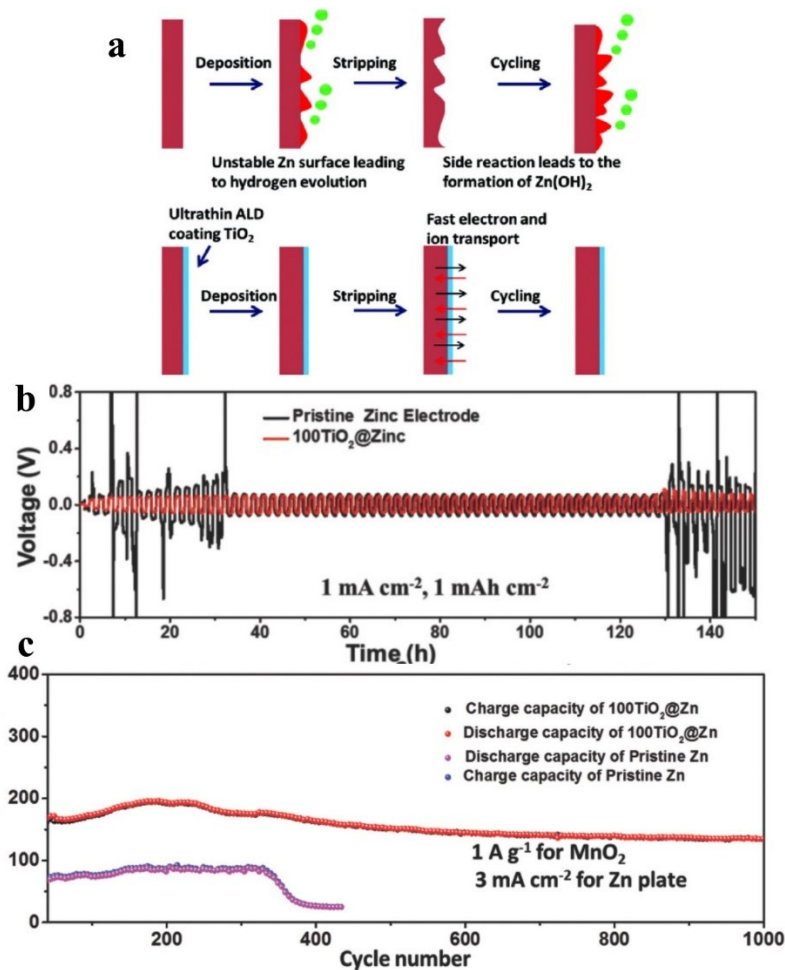 a
Deposition
Stripping
Cycling
Unstable Zn surface leading
to hydrogen evolution
Side reaction leads to the
formation of Zn(OH)₂
Ultrathin ALD
coating TiO₂
Fast electron and
ion transport
Deposition
Stripping
Cycling
b
0.8
0.4
0.0
-0.4
-0.8
Voltage (V)
Pristine Zinc Electrode
100TiO₂@Zinc
1 mA cm⁻², 1 mAh cm⁻²
0 20 40 60 80 100 120 140
Time (h)
c
400
300
200
100
0
Charge capacity of 100TiO₂@Zn
Discharge capacity of 100TiO₂@Zn
Discharge capacity of Pristine Zn
Charge capacity of Pristine Zn
1 A g⁻¹ for MnO₂
3 mA cm⁻² for Zn plate
200 400 600 800 1000
Cycle number